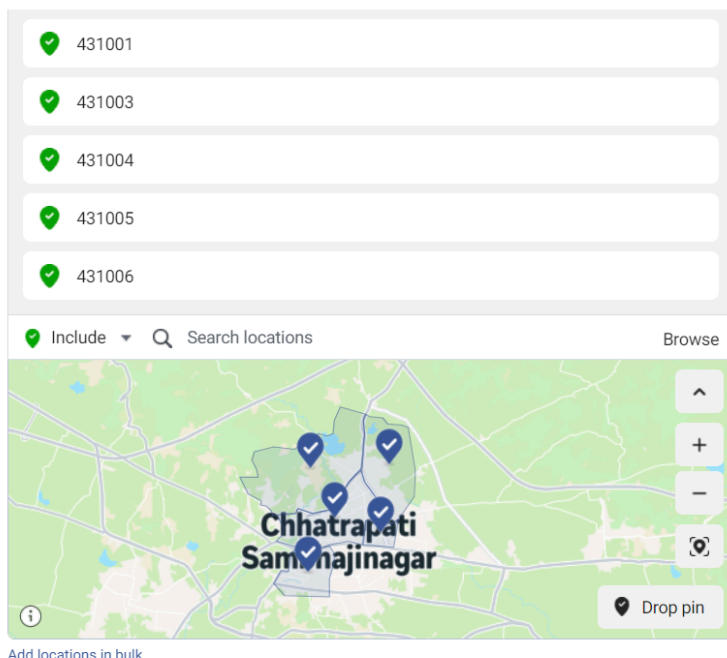 431001
431003
431004
431005
431006
Include Search locations Browse
Chhatrapati
Sambhajinagar
Drop pin
Add locations in bulk